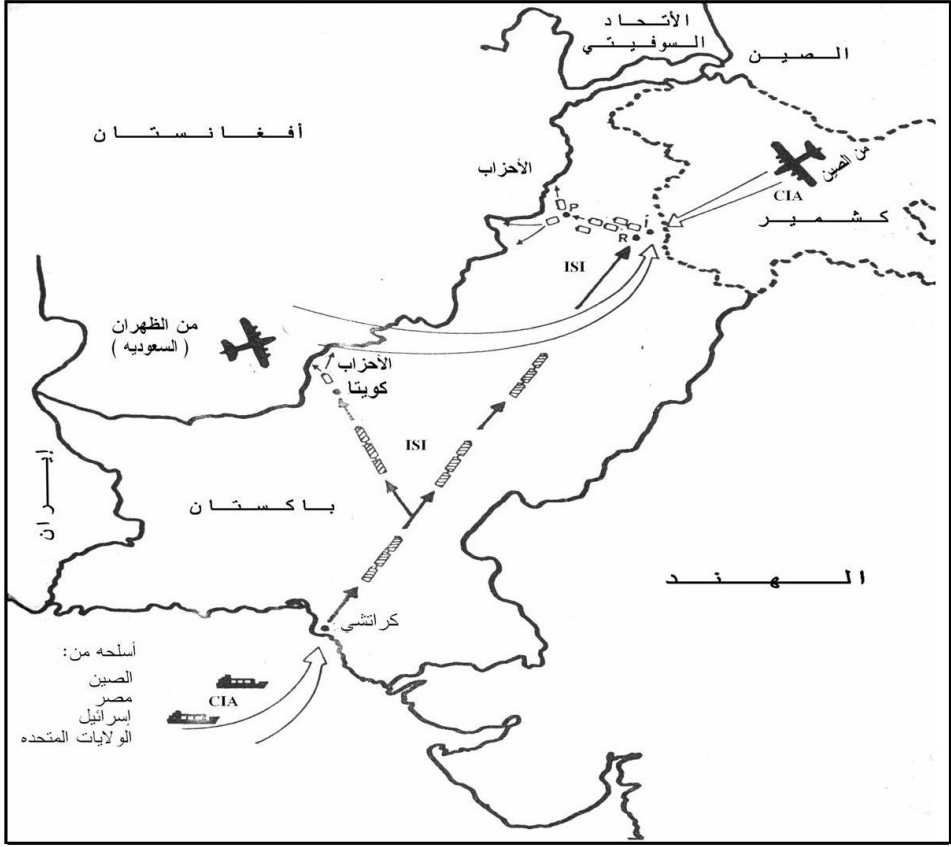 الأتحاد
السوفيتي
الصين
أفغانستان
الأحزاب
من الصين
CIA
كشمير
P
R
أ
ISI
من الظهران
( السعوديه )
الأحزاب
كويتا
ISI
إيران
باكستان
الهند
كراتشي
أسلحه من:
الصين
مصر
إسرائيل
الولايات المتحده
CIA